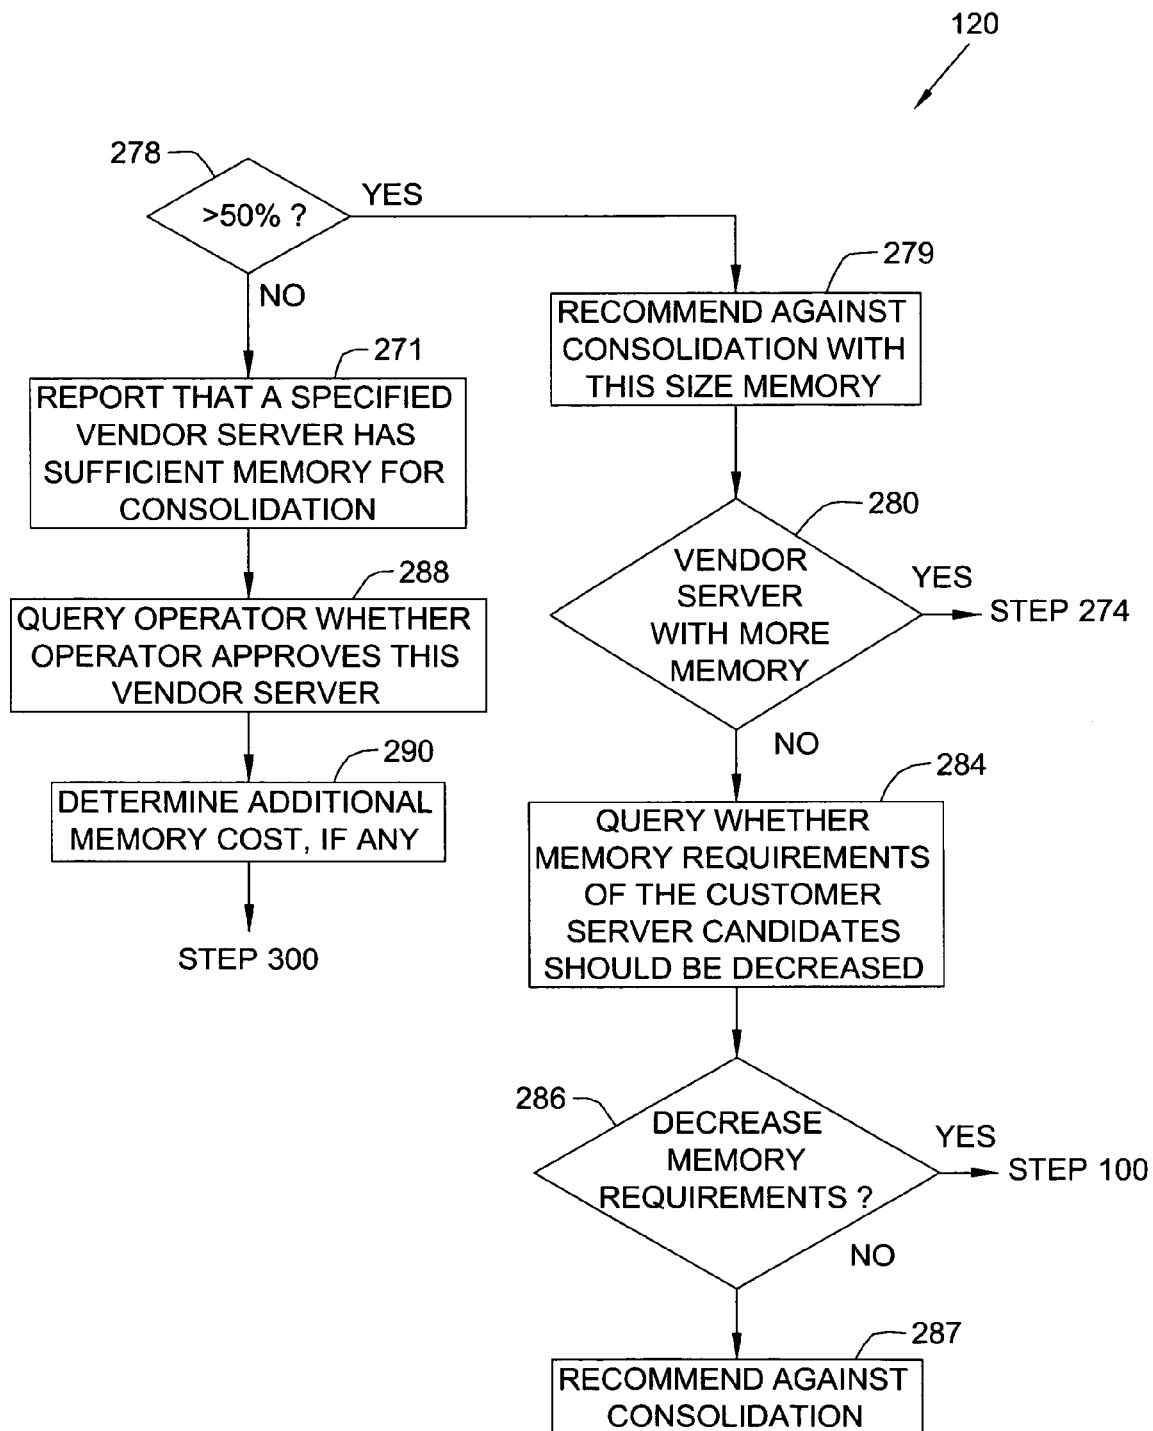 120
278
>50% ?
YES
NO
279
RECOMMEND AGAINST
CONSOLIDATION WITH
THIS SIZE MEMORY
271
REPORT THAT A SPECIFIED
VENDOR SERVER HAS
SUFFICIENT MEMORY FOR
CONSOLIDATION
280
VENDOR
SERVER
WITH MORE
MEMORY
YES
STEP 274
NO
288
QUERY OPERATOR WHETHER
OPERATOR APPROVES THIS
VENDOR SERVER
290
DETERMINE ADDITIONAL
MEMORY COST, IF ANY
STEP 300
284
QUERY WHETHER
MEMORY REQUIREMENTS
OF THE CUSTOMER
SERVER CANDIDATES
SHOULD BE DECREASED
286
DECREASE
MEMORY
REQUIREMENTS ?
YES
STEP 100
NO
287
RECOMMEND AGAINST
CONSOLIDATION